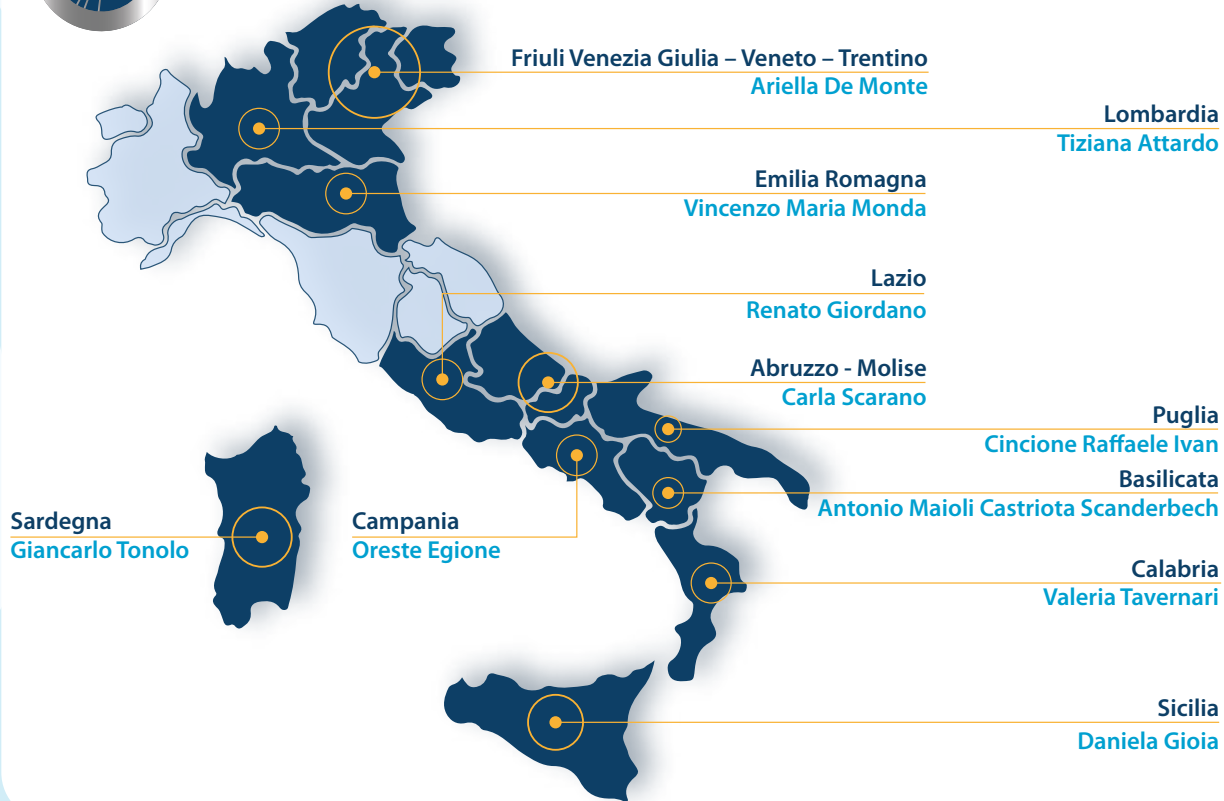 Friuli Venezia Giulia – Veneto – Trentino
Ariella De Monte
Lombardia
Tiziana Attardo
Emilia Romagna
Vincenzo Maria Monda
Lazio
Renato Giordano
Abruzzo - Molise
Carla Scarano
Puglia
Cincione Raffaele Ivan
Basilicata
Antonio Maioli Castriota Scanderbech
Sardegna
Giancarlo Tonolo
Campania
Oreste Egione
Calabria
Valeria Tavernari
Sicilia
Daniela Gioia